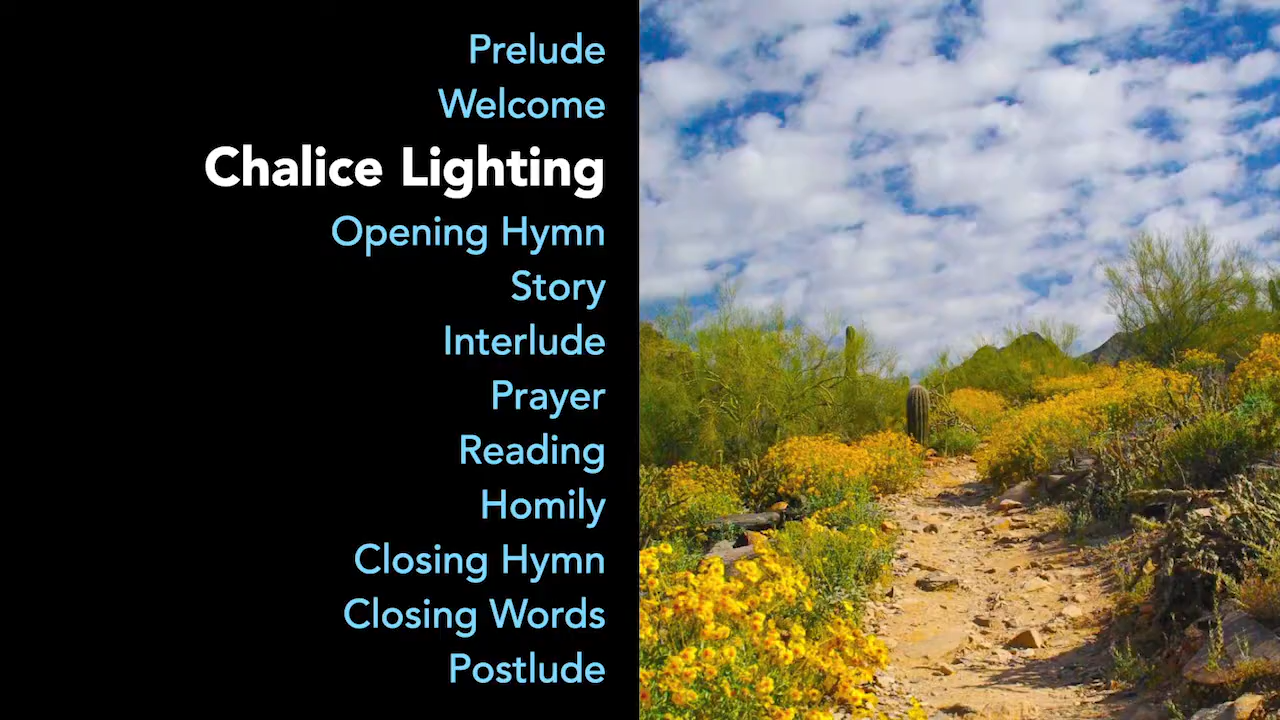 Prelude
Welcome
Chalice Lighting
Opening Hymn
Story
Interlude
Prayer
Reading
Homily
Closing Hymn
Closing Words
Postlude